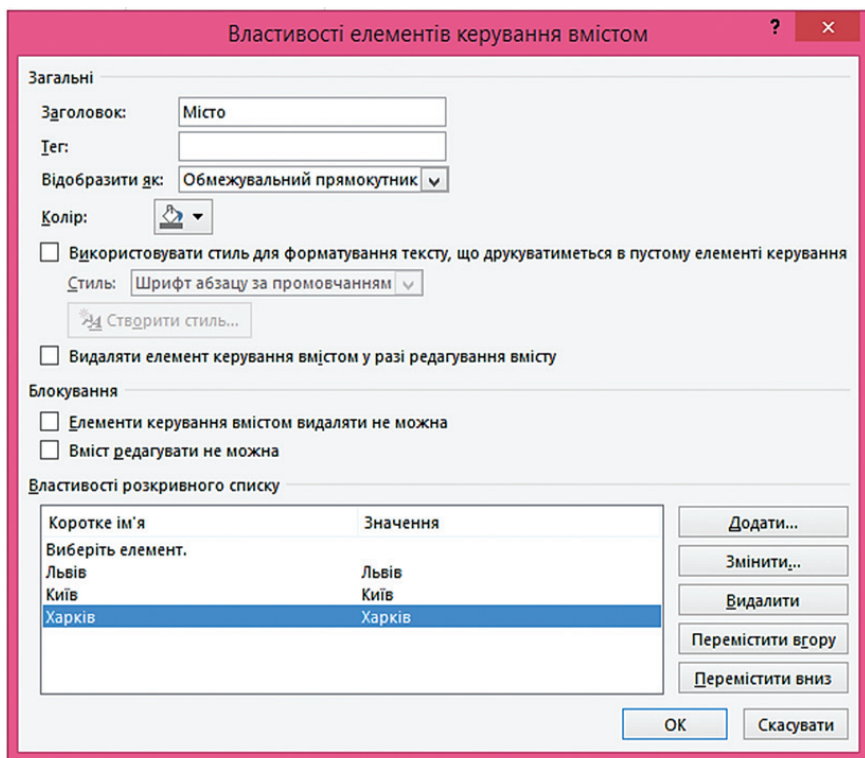 Властивості елементів керування вмістом
?
×
Загальні
Заголовок: Місто
Тег:
Відобразити як: Обмежувальний прямокутник
Колір:
Використовувати стиль для форматування тексту, що друкуватиметься в пустому елементі керування
Стиль: Шрифт абзацу за промовчанням
Створити стиль...
Видаляти елемент керування вмістом у разі редагування вмісту
Блокування
Елементи керування вмістом видаляти не можна
Вміст редагувати не можна
Властивості розкривного списку
Коротке ім'я Значення
Виберіть елемент.
Львів Львів
Київ Київ
Харків Харків
Додати...
Змінити...
Видалити
Перемістити вгору
Перемістити вниз
ОК Скасувати